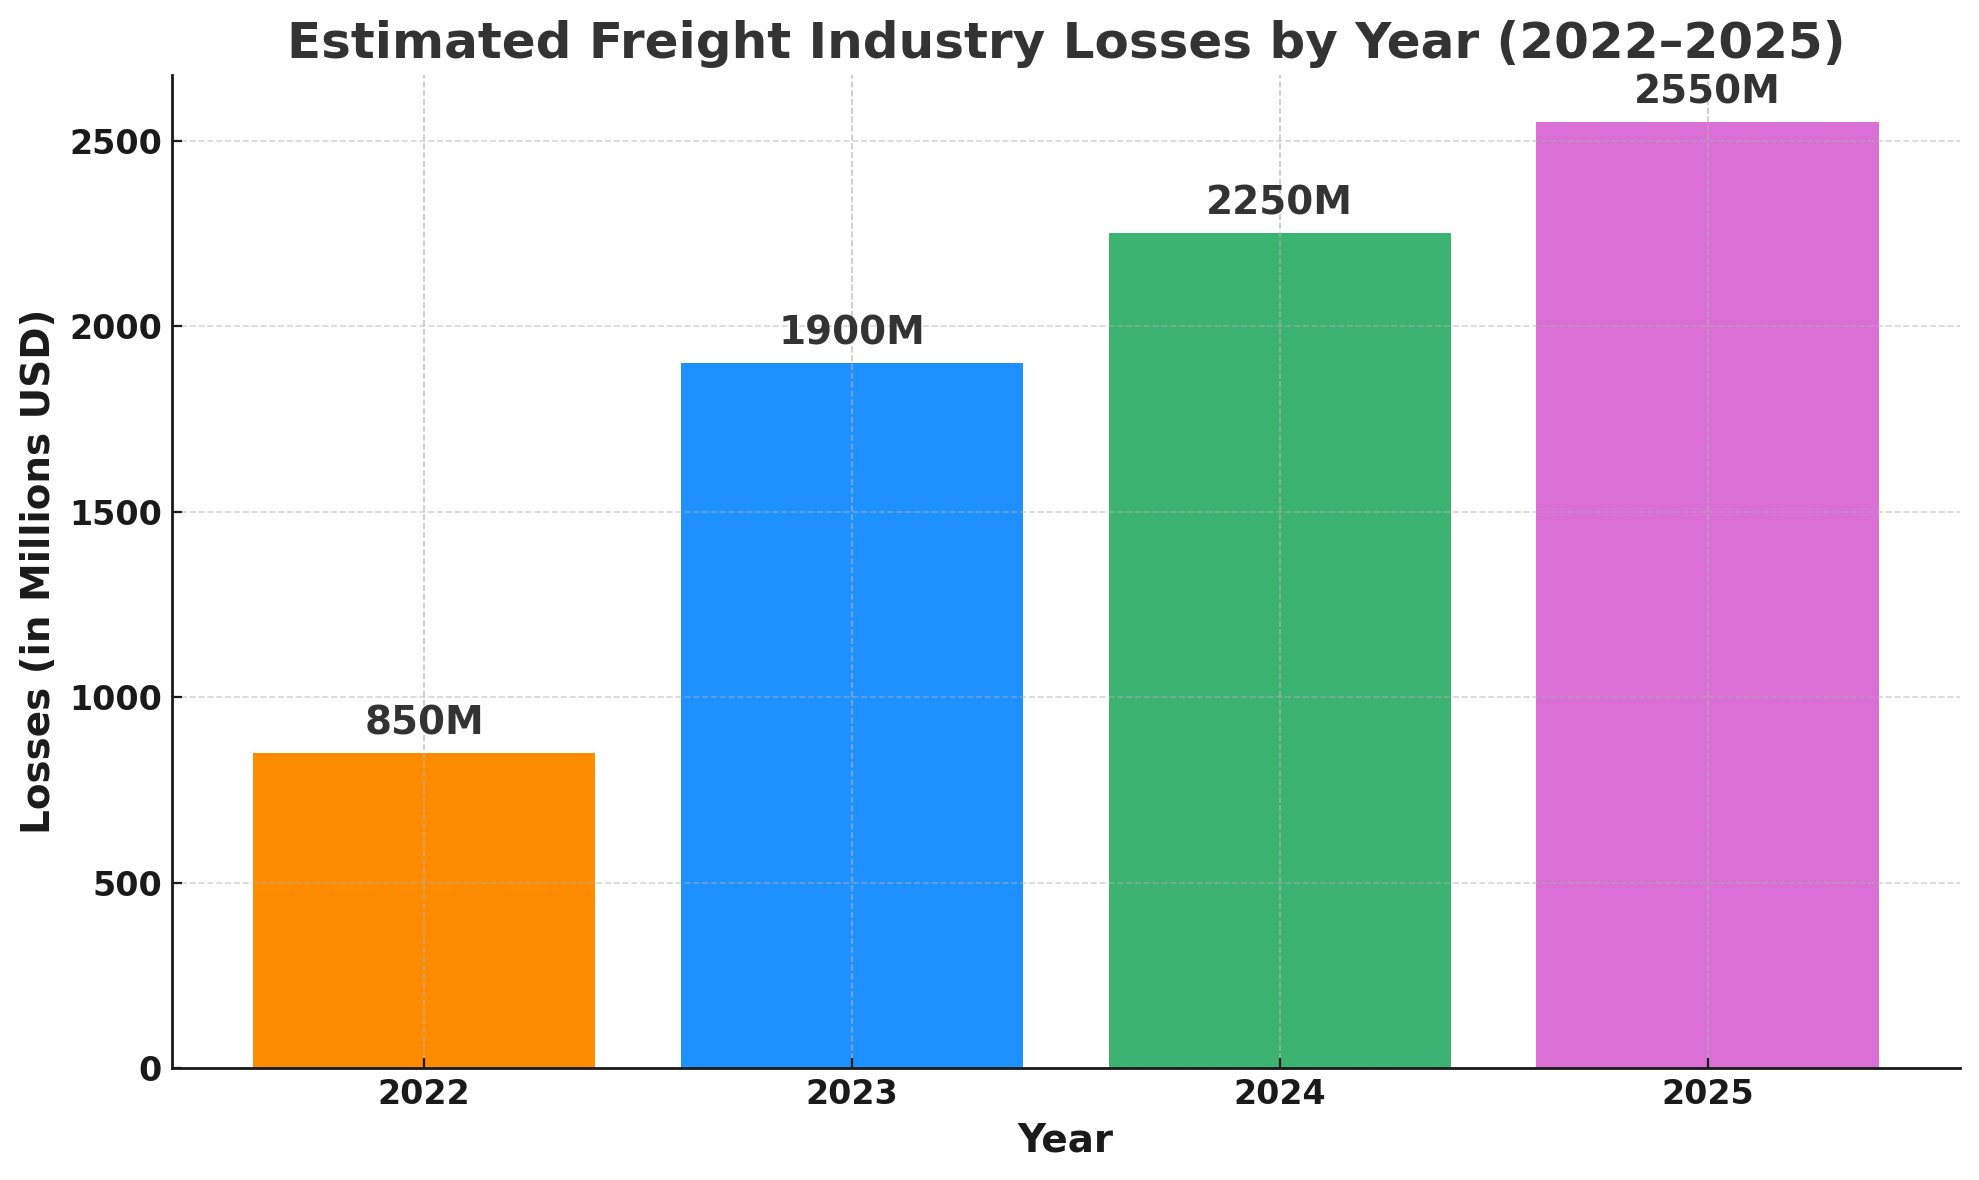 Estimated Freight Industry Losses by Year (2022–2025)
2550M
2500
2250M
2000
1900M
1500
1000
850M
500
0
Losses (in Millions USD)
2022
2023
2024
2025
Year